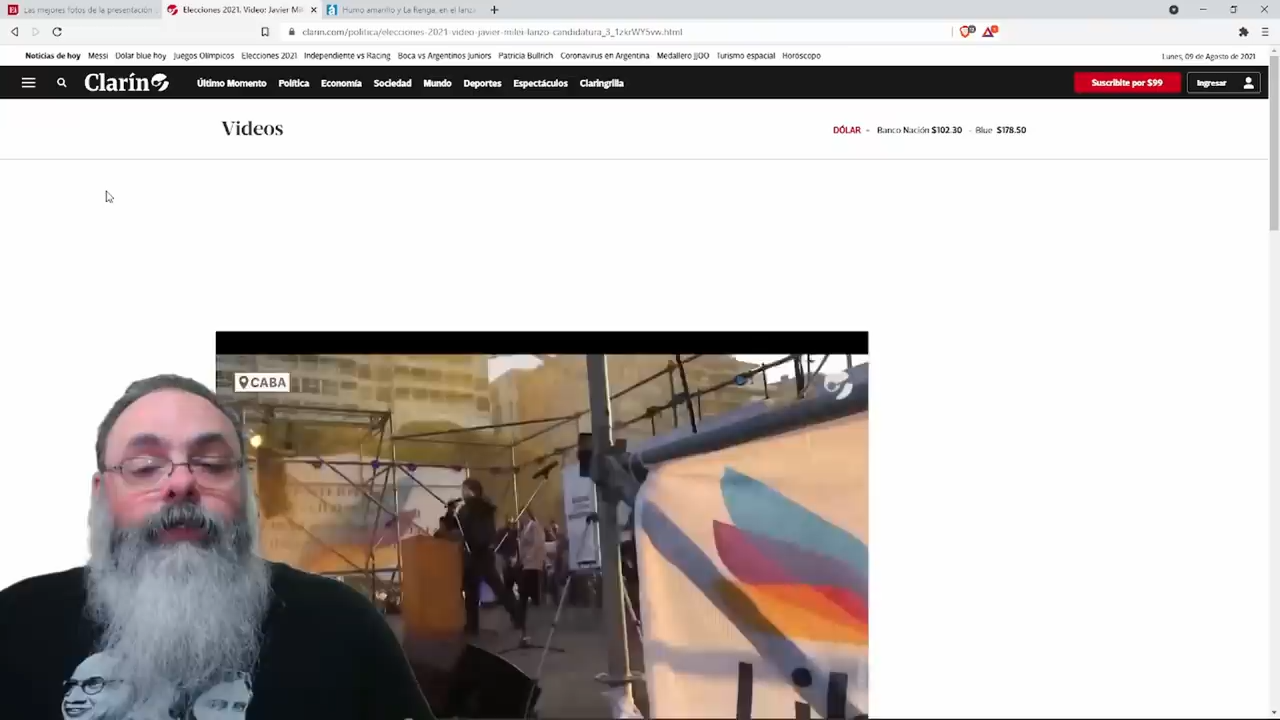 Las mejores fotos de la presentación
Elecciones 2021. Video: Javier Mi
Humo amarillo y La Renga, en el lanz
clarin.com/politica/elecciones-2021-video-javier-milei-lanzo-candidatura_3_1zkrWY5vw.html
Noticias de hoy Messi Dolar blue hoy Juegos Olímpicos Elecciones 2021 Independiente vs Racing Boca vs Argentinos Juniors Patricia Bullrich Coronavirus en Argentina Medallero JJOO Turismo espacial Horóscopo Lunes, 09 de Agosto de 2021
Clarín Último Momento Política Economía Sociedad Mundo Deportes Espectáculos Claringrilla Suscribite por $99 Ingresar
Videos
DÓLAR - Banco Nación $102.30 - Blue $178.50
CABA